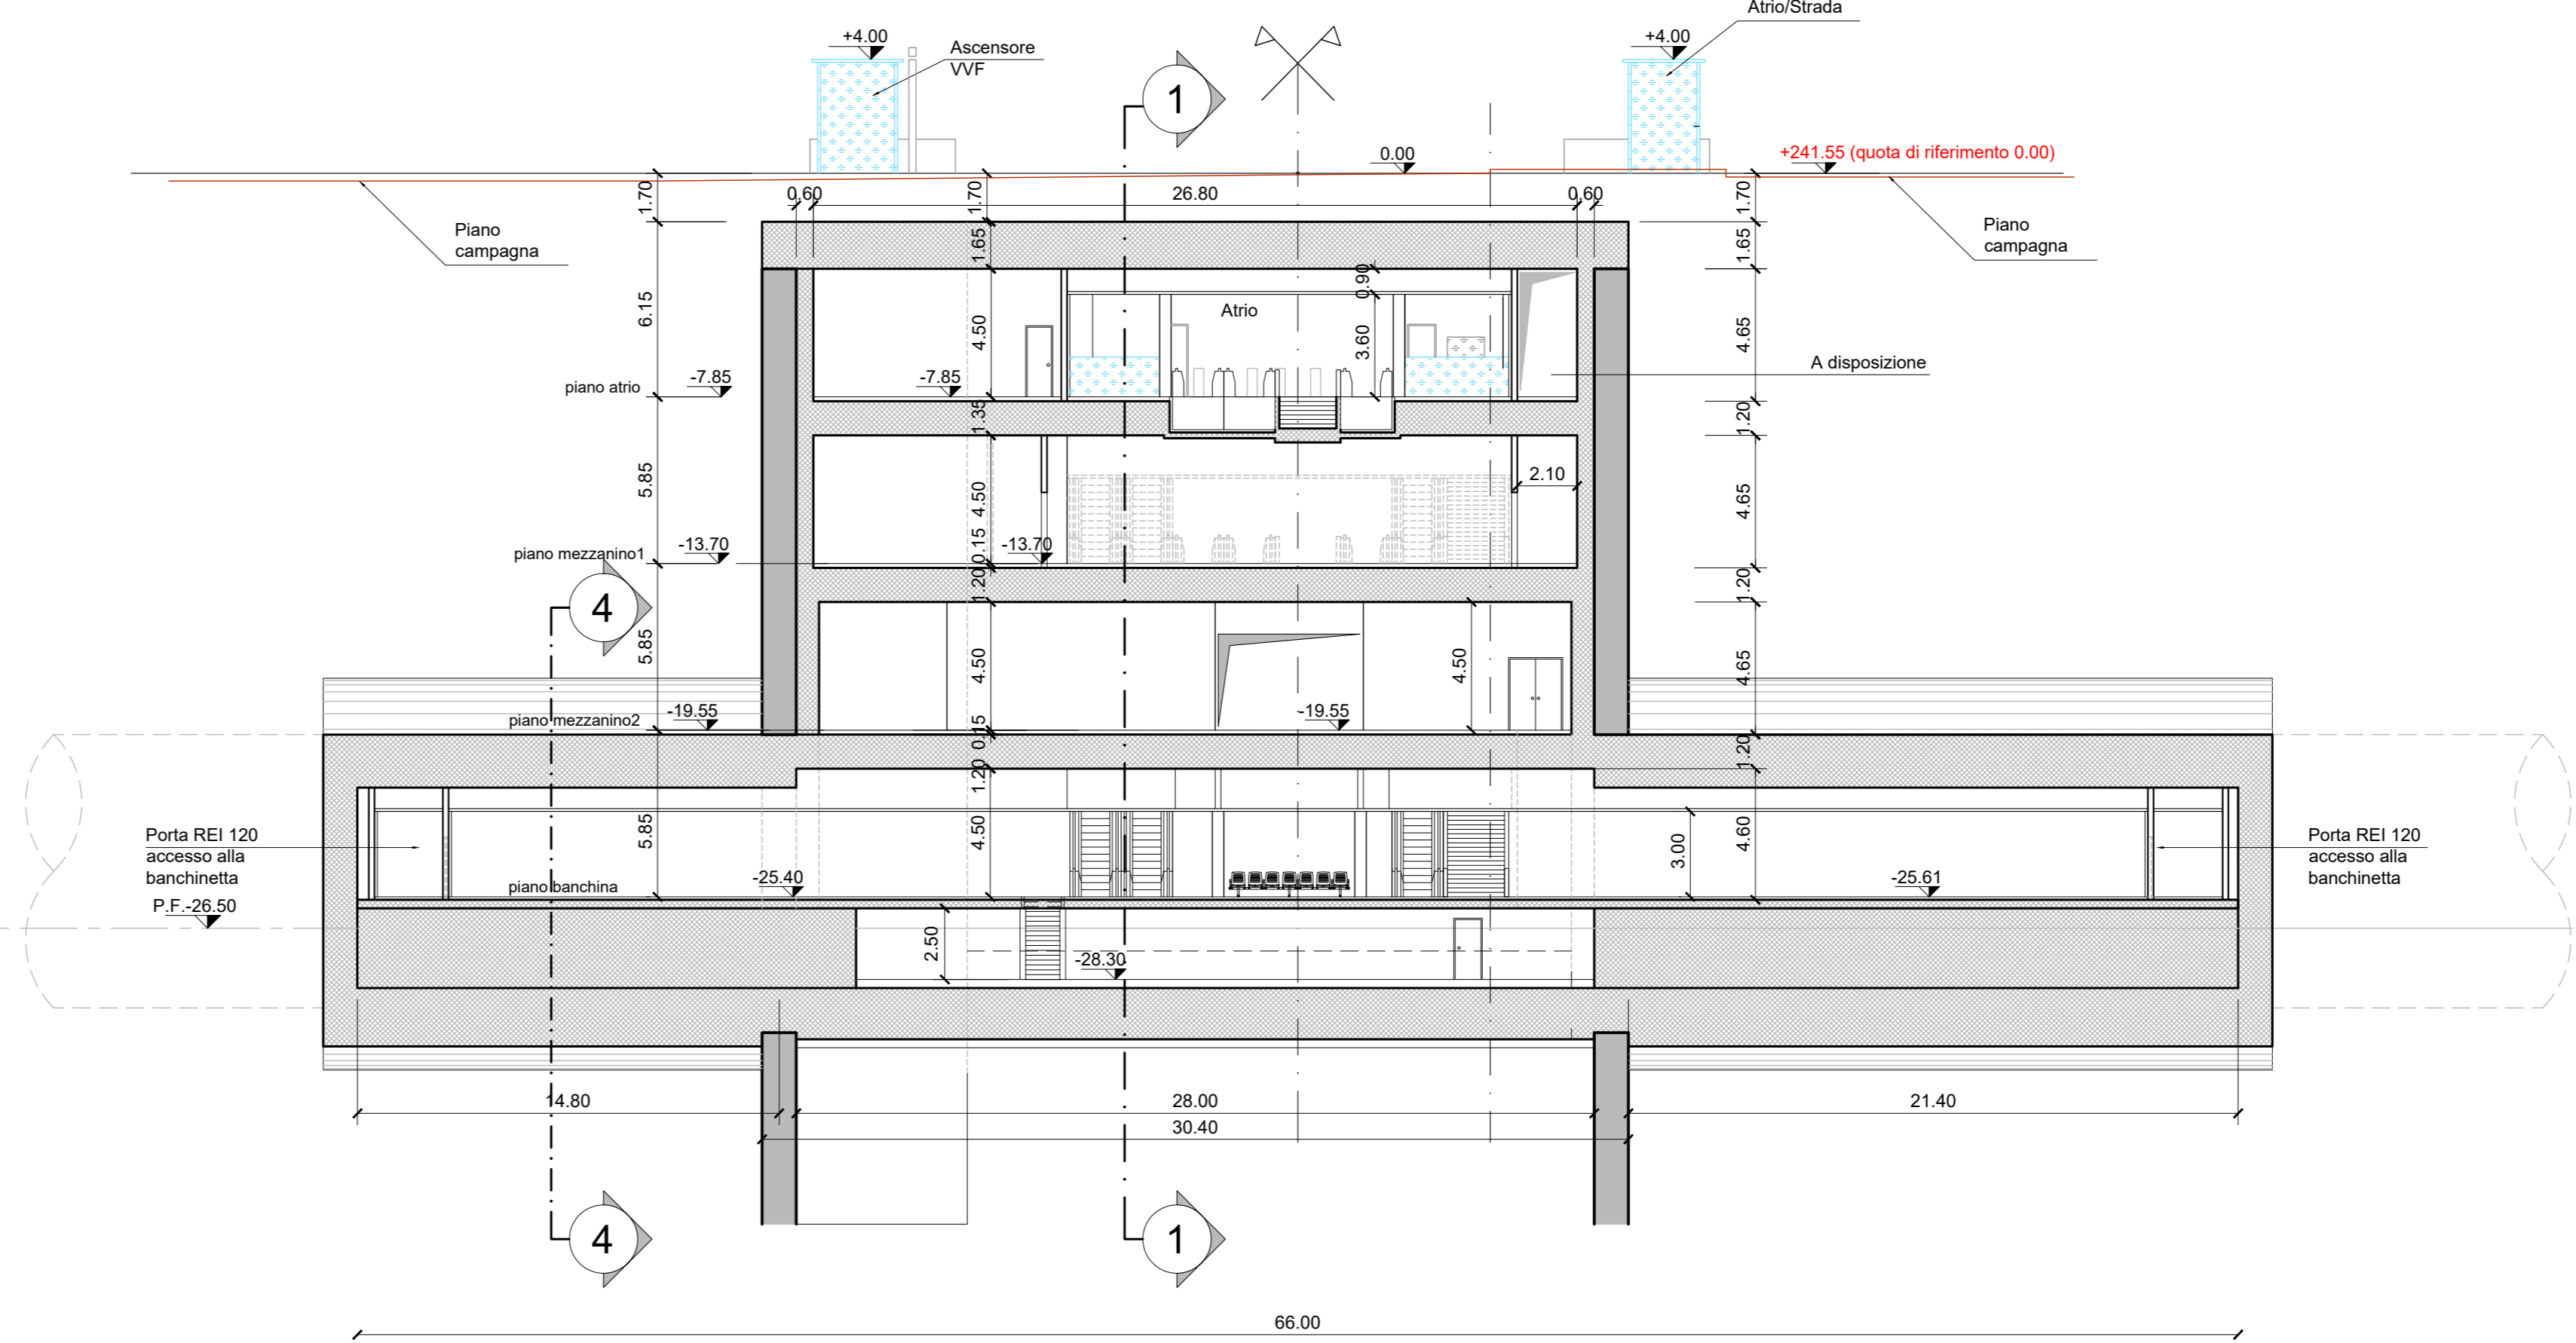 Atrio/Strada
+4.00
Ascensore
VVF
+4.00
1
0.00
+241.55 (quota di riferimento 0.00)
1.70
1.70
0.60
26.80
0.60
1.70
Piano
campagna
Piano
campagna
1.65
1.65
6.15
0.90
Atrio
4.50
3.60
4.65
A disposizione
piano atrio
-7.85
-7.85
1.35
1.20
5.85
4.50
2.10
4.65
piano mezzanino1
-13.70
0.15
-13.70
1.20
1.20
4
5.85
4.50
4.50
4.65
piano mezzanino2
-19.55
-19.55
0.15
1.20
1.20
Porta REI 120
accesso alla
banchinetta
5.85
4.50
3.00
4.60
Porta REI 120
accesso alla
banchinetta
piano banchina
-25.40
-25.61
P.F.-26.50
2.50
-28.30
14.80
28.00
21.40
30.40
4
1
66.00